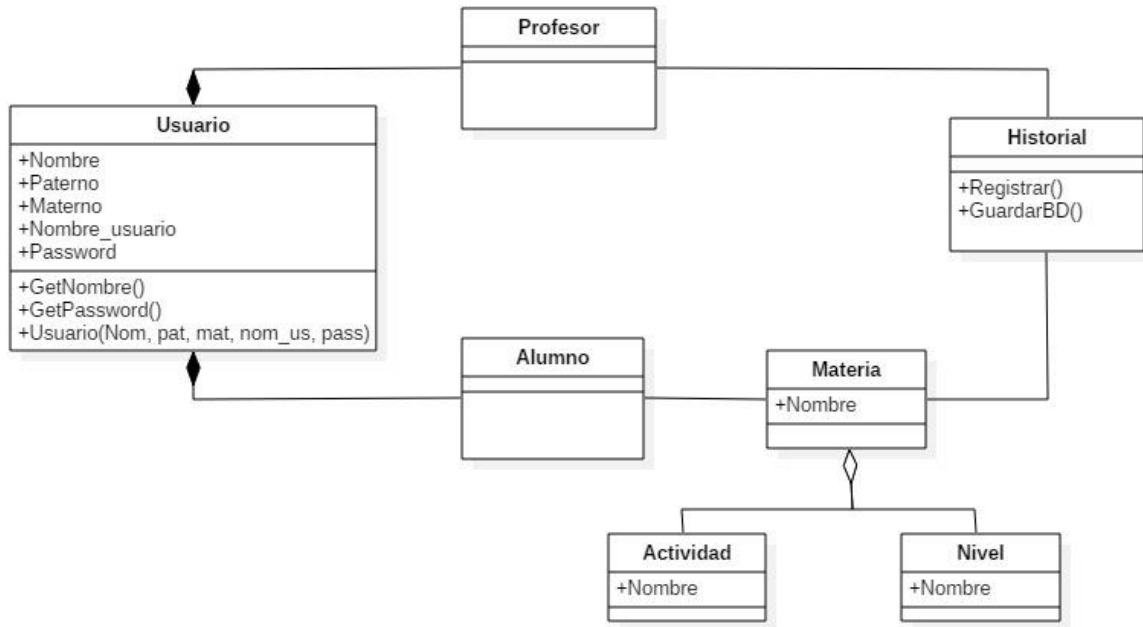 Profesor
Usuario
+Nombre
+Paterno
+Materno
+Nombre_usuario
+Password
+GetNombre()
+GetPassword()
+Usuario(Nom, pat, mat, nom_us, pass)
Historial
+Registrar()
+GuardarBD()
Alumno
Materia
+Nombre
Actividad
+Nombre
Nivel
+Nombre